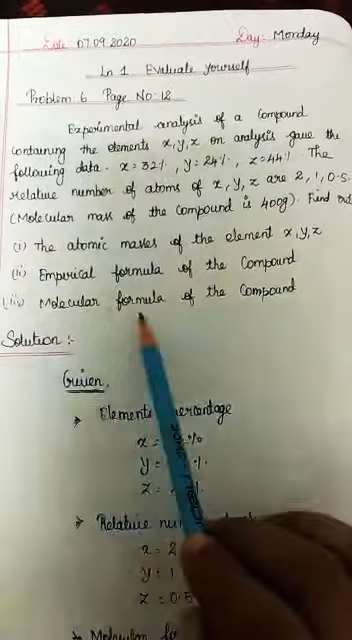 Date 07.09.2020 Day: Monday
Ln 1 Evaluate yourself
Problem 6 Page No:12
Experimental analysis of a Compound
containing the elements x,y,z on analysis gave the
following data. x = 32%, y = 24%, z = 44%. The
relative number of atoms of x, y, z are 2, 1, 0.5.
(Molecular mass of the Compound is 400g). Find out
(i) The atomic masses of the element x,y,z
(ii) Empirical formula of the Compound
(iii) Molecular formula of the Compound
Solution :-
Given,
Elements percentage
x = %
y = %
z = %
Relative
x = 2
y = 1
z = 0.5